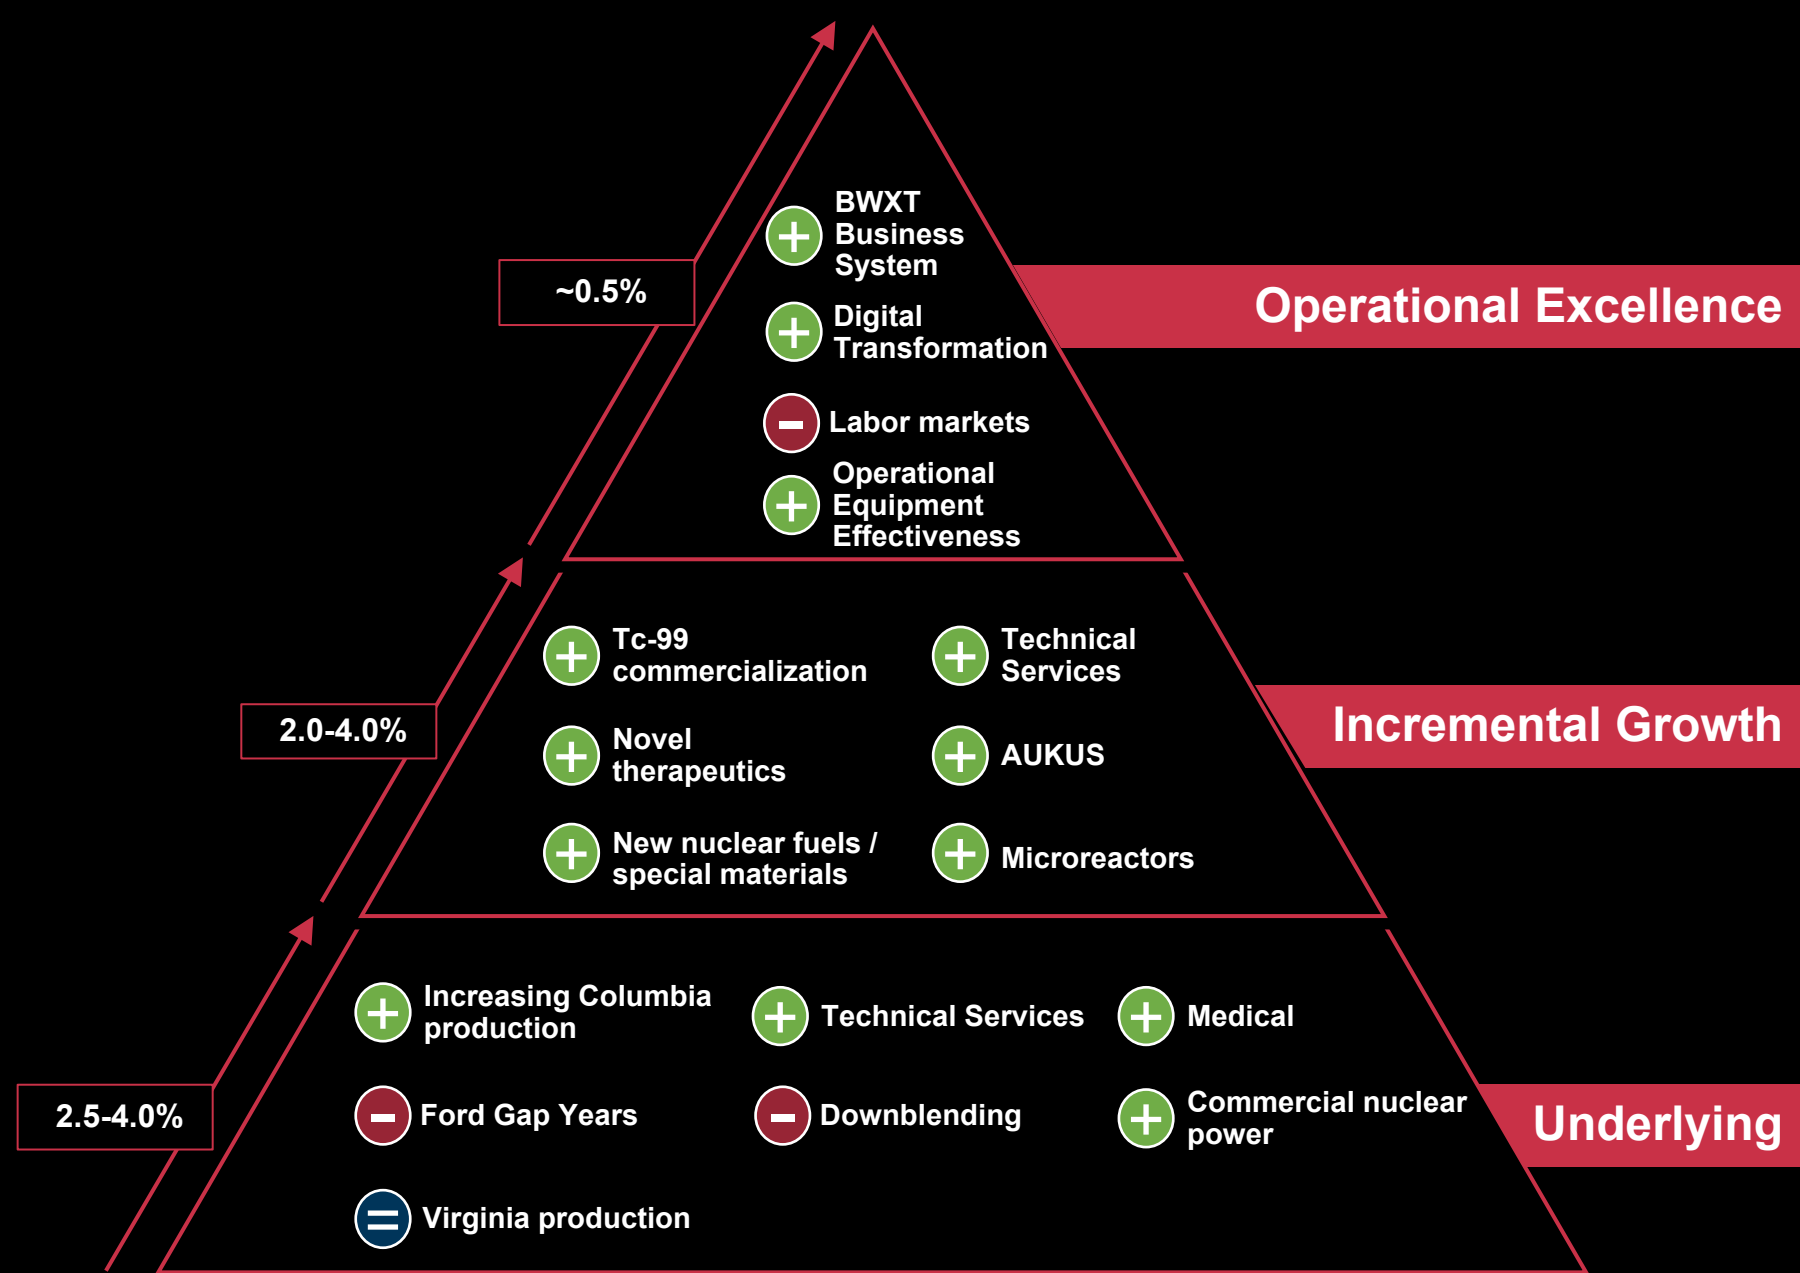 BWXT
Business
System
Digital
Transformation
Labor markets
Operational
Equipment
Effectiveness
~0.5%
Operational Excellence
Tc-99
commercialization
Technical
Services
Novel
therapeutics
AUKUS
New nuclear fuels /
special materials
Microreactors
2.0-4.0%
Incremental Growth
Increasing Columbia
production
Technical Services
Medical
Ford Gap Years
Downblending
Commercial nuclear
power
Virginia production
2.5-4.0%
Underlying